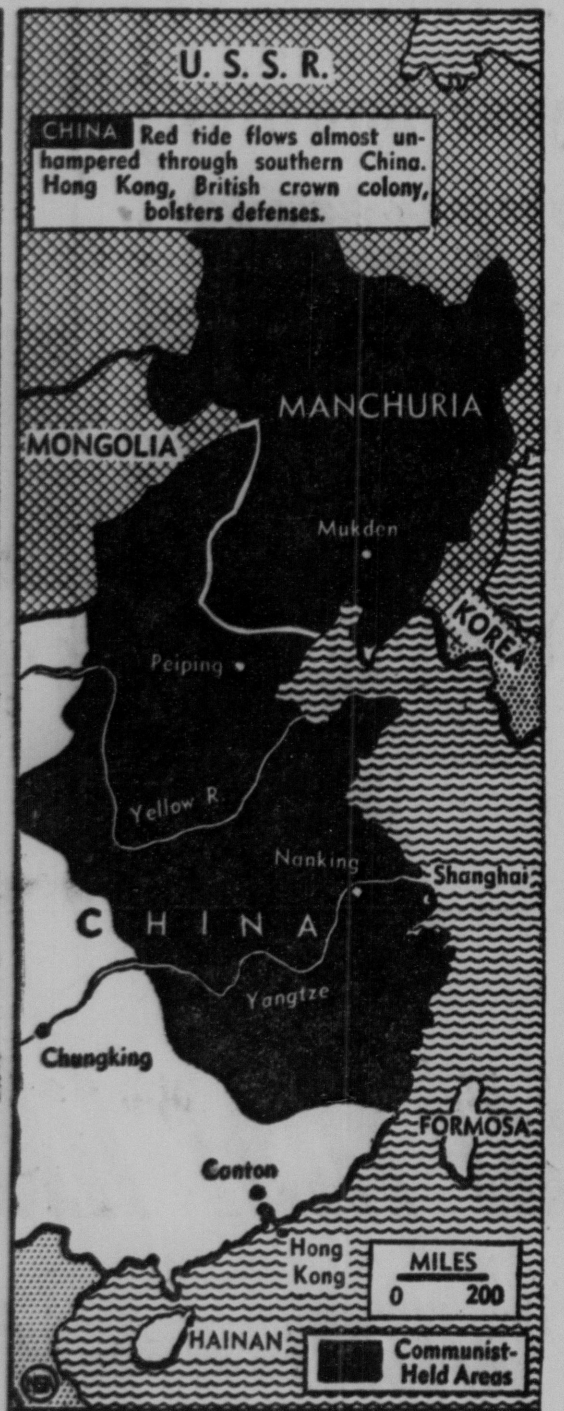 U. S. S. R.
CHINA Red tide flows almost un-
hampered through southern China.
Hong Kong, British crown colony,
bolsters defenses.
MANCHURIA
MONGOLIA
Mukden
KOREA
Peiping
Yellow R.
Nanking
Shanghai
CHINA
Yangtze
Chungking
FORMOSA
Canton
Hong
Kong
MILES
0 200
HAINAN
Communist-
Held Areas
NEA